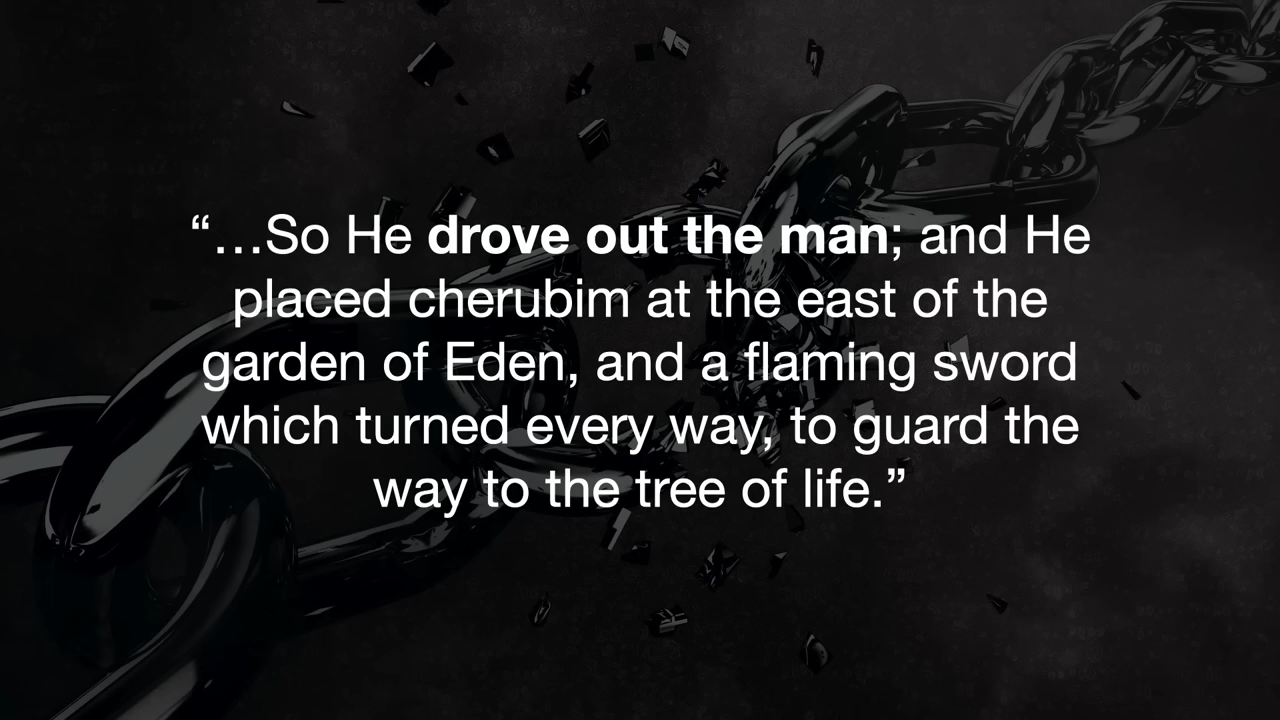 “…So He drove out the man; and He
placed cherubim at the east of the
garden of Eden, and a flaming sword
which turned every way, to guard the
way to the tree of life.”